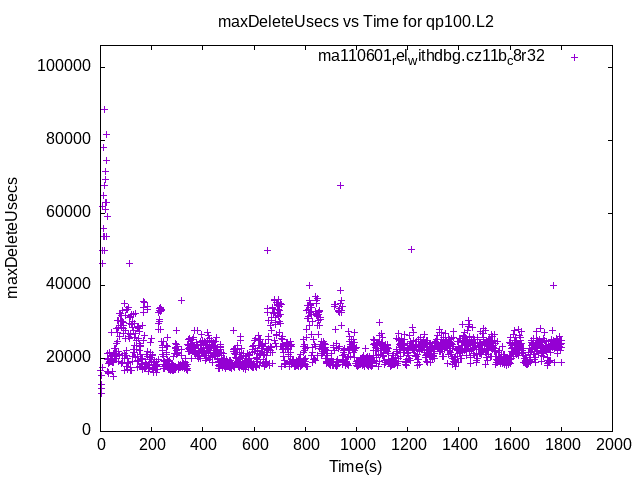 maxDeleteUsecs vs Time for qp100.L2
ma110601relwithdbg.cz11bc8r32
100000
80000
60000
40000
20000
0
maxDeleteUsecs
0 200 400 600 800 1000 1200 1400 1600 1800 2000
Time(s)